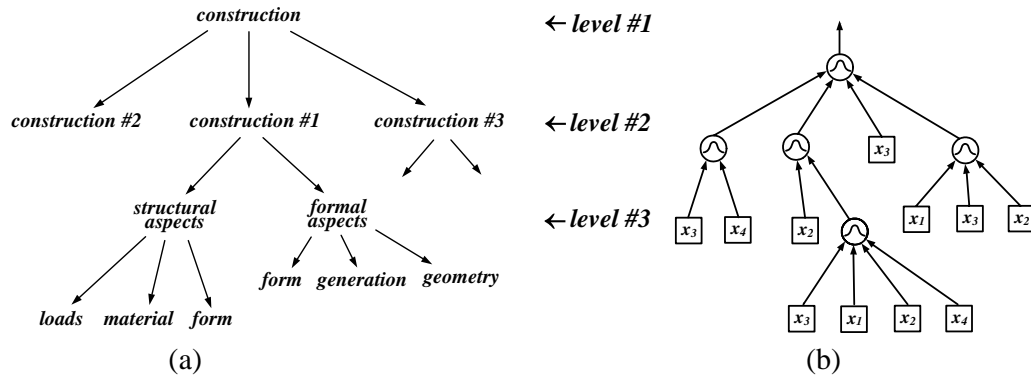 construction
← level #1
construction #2 construction #1 construction #3
← level #2
x3
structural aspects
formal aspects
← level #3
x3 x4 x2 x1 x3 x2
form generation geometry
loads material form
x3 x1 x2 x4
(a)
(b)